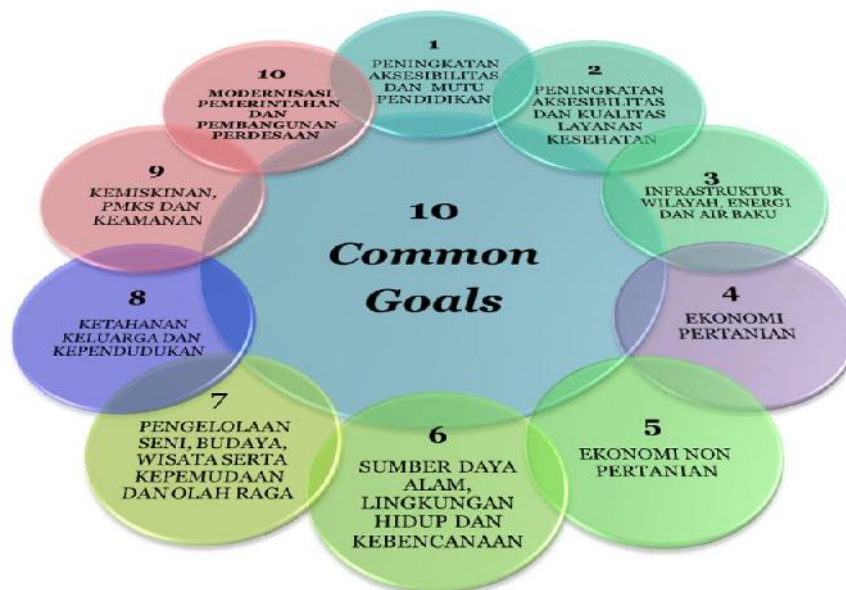 10
Common
Goals
1
PENINGKATAN
AKSESIBILITAS
DAN MUTU
PENDIDIKAN
2
PENINGKATAN
AKSESIBILITAS
DAN KUALITAS
LAYANAN
KESEHATAN
3
INFRASTRUKTUR
WILAYAH, ENERGI
DAN AIR BAKU
4
EKONOMI
PERTANIAN
5
EKONOMI NON
PERTANIAN
6
SUMBER DAYA
ALAM,
LINGKUNGAN
HIDUP DAN
KEBENCANAAN
7
PENGELOLAAN
SENI, BUDAYA,
WISATA SERTA
KEPEMUDAAN
DAN OLAH RAGA
8
KETAHANAN
KELUARGA DAN
KEPENDUDUKAN
9
KEMISKINAN,
PMKS DAN
KEAMANAN
10
MODERNISASI
PEMERINTAHAN
DAN
PEMBANGUNAN
PERDESAAN